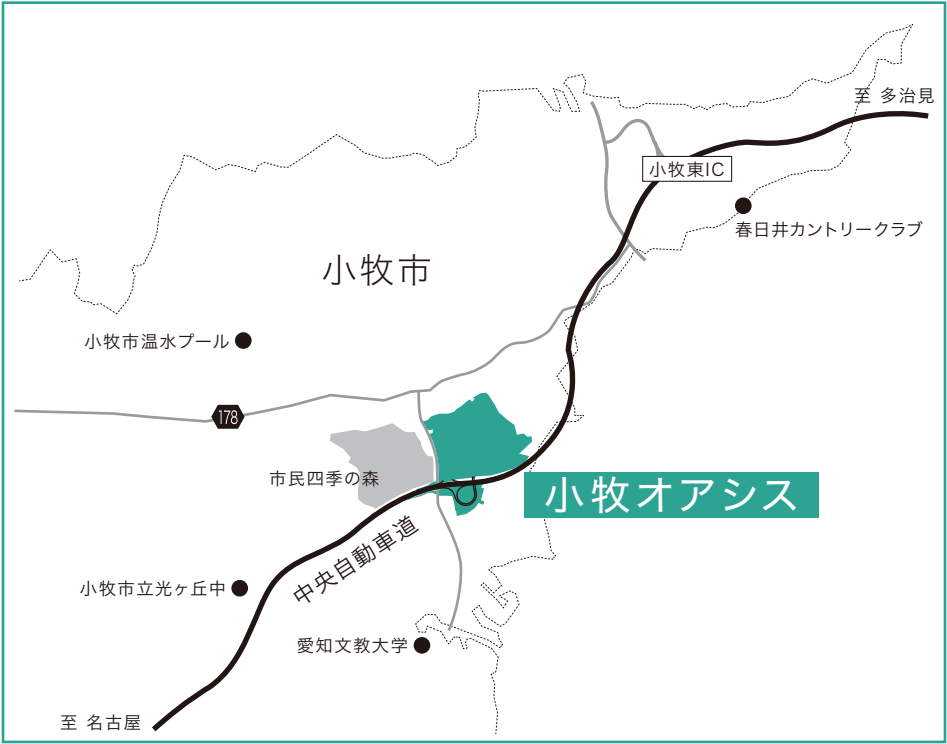 至 多治見
小牧東IC
春日井カントリークラブ
小牧市
小牧市温水プール
178
市民四季の森
小牧オアシス
中央自動車道
小牧市立光ヶ丘中
愛知文教大学
至 名古屋